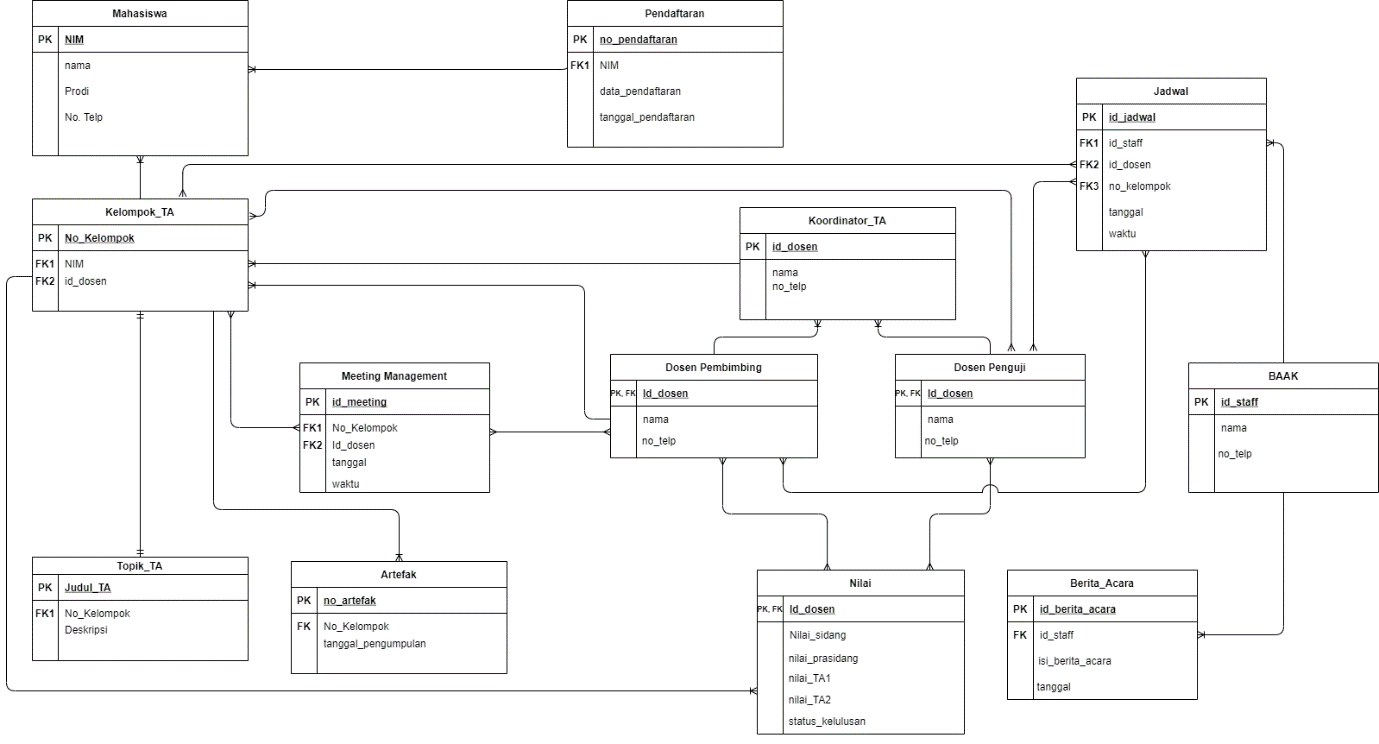 Mahasiswa
PK NIM
nama
Prodi
No. Telp
Pendaftaran
PK no_pendaftaran
FK1 NIM
data_pendaftaran
tanggal_pendaftaran
Jadwal
PK id_jadwal
FK1 id_staff
FK2 id_dosen
FK3 no_kelompok
tanggal
waktu
Kelompok_TA
PK No_Kelompok
FK1 NIM
FK2 id_dosen
Koordinator_TA
PK id_dosen
nama
no_telp
Meeting Management
PK id_meeting
FK1 No_Kelompok
FK2 Id_dosen
tanggal
waktu
Dosen Pembimbing
PK, FK Id_dosen
nama
no_telp
Dosen Penguji
PK, FK Id_dosen
nama
no_telp
BAAK
PK id_staff
nama
no_telp
Topik_TA
PK Judul_TA
FK1 No_Kelompok
Deskripsi
Artefak
PK no_artefak
FK No_Kelompok
tanggal_pengumpulan
Nilai
PK, FK Id_dosen
Nilai_sidang
nilai_prasidang
nilai_TA1
nilai_TA2
status_kelulusan
Berita_Acara
PK id_berita_acara
FK id_staff
isi_berita_acara
tanggal